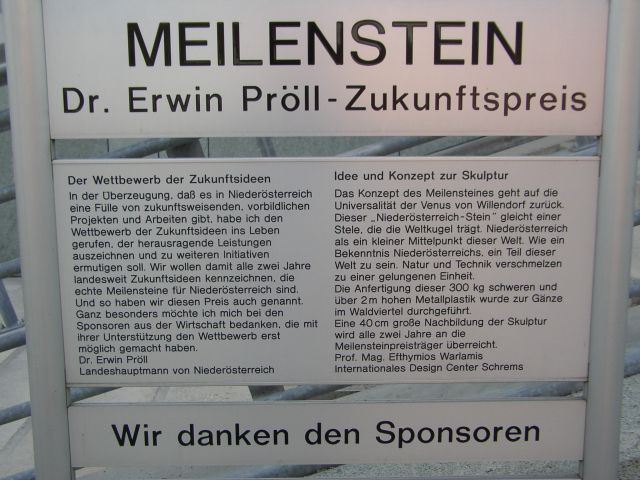 MEILENSTEIN
Dr. Erwin Pröll-Zukunftspreis
Der Wettbewerb der Zukunftsideen
In der Überzeugung, daß es in Niederösterreich
eine Fülle von zukunftsweisenden, vorbildlichen
Projekten und Arbeiten gibt, habe ich den
Wettbewerb der Zukunftsideen ins Leben
gerufen, der herausragende Leistungen
auszeichnen und zu weiteren Initiativen
ermutigen soll. Wir wollen damit alle zwei Jahre
landesweit Zukunftsideen kennzeichnen, die
echte Meilensteine für Niederösterreich sind.
Und so haben wir diesen Preis auch genannt.
Ganz besonders möchte ich mich bei den
Sponsoren aus der Wirtschaft bedanken, die mit
ihrer Unterstützung den Wettbewerb erst
möglich gemacht haben.
Dr. Erwin Pröll
Landeshauptmann von Niederösterreich
Idee und Konzept zur Skulptur
Das Konzept des Meilensteines geht auf die
Universalität der Venus von Willendorf zurück.
Dieser „Niederösterreich-Stein" gleicht einer
Stele, die die Weltkugel trägt. Niederösterreich
als ein kleiner Mittelpunkt dieser Welt. Wie ein
Bekenntnis Niederösterreichs, ein Teil dieser
Welt zu sein. Natur und Technik verschmelzen
zu einer gelungenen Einheit.
Die Anfertigung dieser 300 kg schweren und
über 2m hohen Metallplastik wurde zur Gänze
im Waldviertel durchgeführt.
Eine 40cm große Nachbildung der Skulptur
wird alle zwei Jahre an die
Meilensteinpreisträger überreicht.
Prof. Mag. Efthymios Warlamis
Internationales Design Center Schrems
Wir danken den Sponsoren